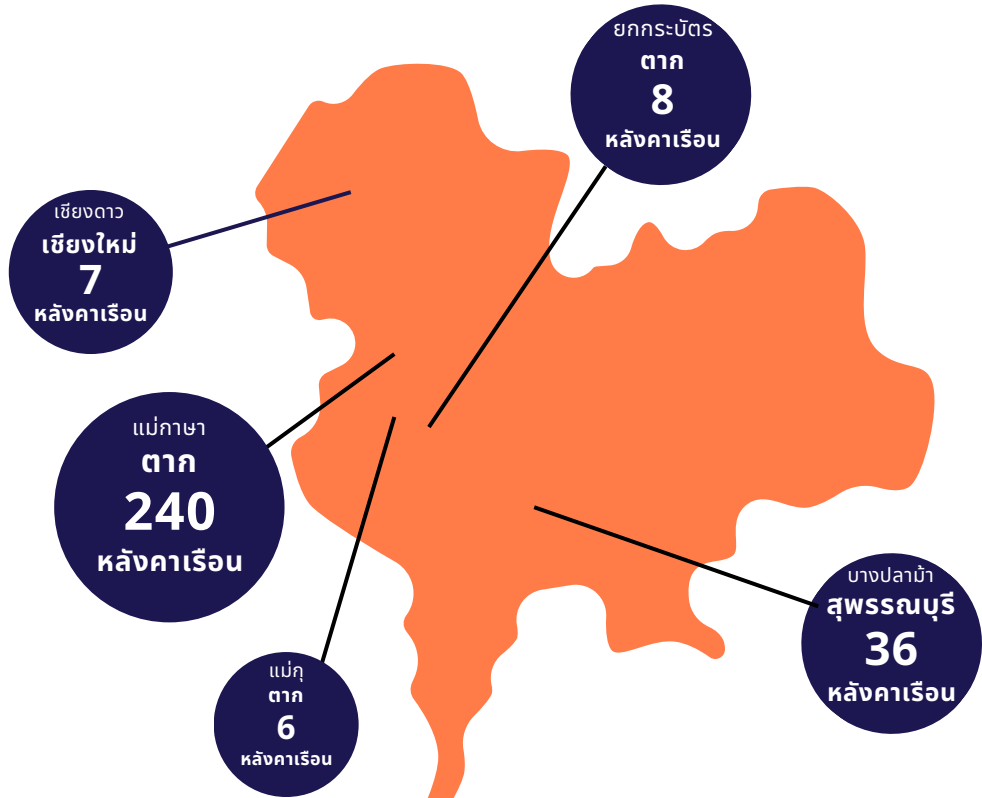 ยกกระบัตร
ตาก
8
หลังคาเรือน
เชียงดาว
เชียงใหม่
7
หลังคาเรือน
แม่กาษา
ตาก
240
หลังคาเรือน
บางปลาม้า
สุพรรณบุรี
36
หลังคาเรือน
แม่กุ
ตาก
6
หลังคาเรือน